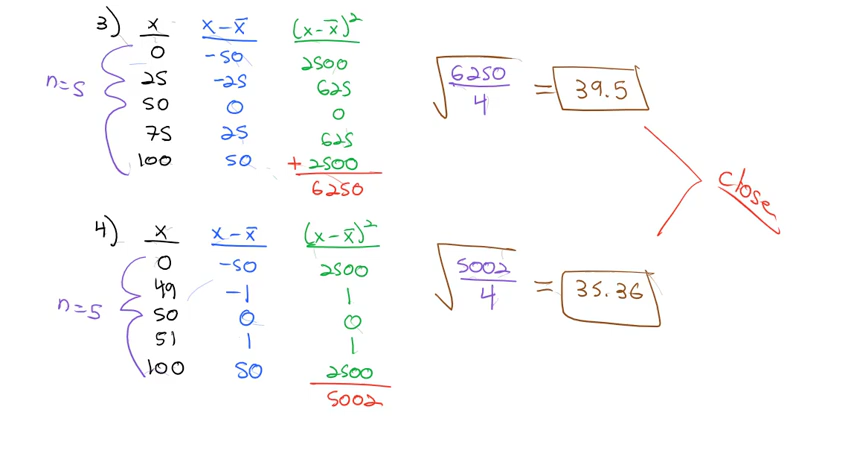 3) x x-x̄ (x-x̄)²
0 -50 2500
n=5 25 -25 625
50 0 0
75 25 625
100 50 + 2500
6250
√(6250/4) = 39.5
close
4) x x-x̄ (x-x̄)²
0 -50 2500
49 -1 1
n=5 50 0 0
51 1 1
100 50 2500
5002
√(5002/4) = 35.36